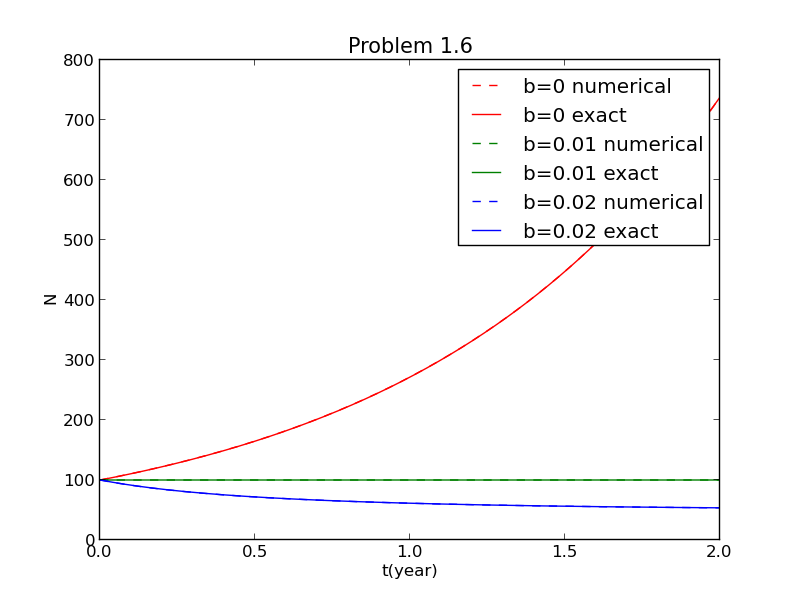 Problem 1.6
800
700
600
500
400
300
200
100
0
N
b=0 numerical
b=0 exact
b=0.01 numerical
b=0.01 exact
b=0.02 numerical
b=0.02 exact
0.0 0.5 1.0 1.5 2.0
t(year)